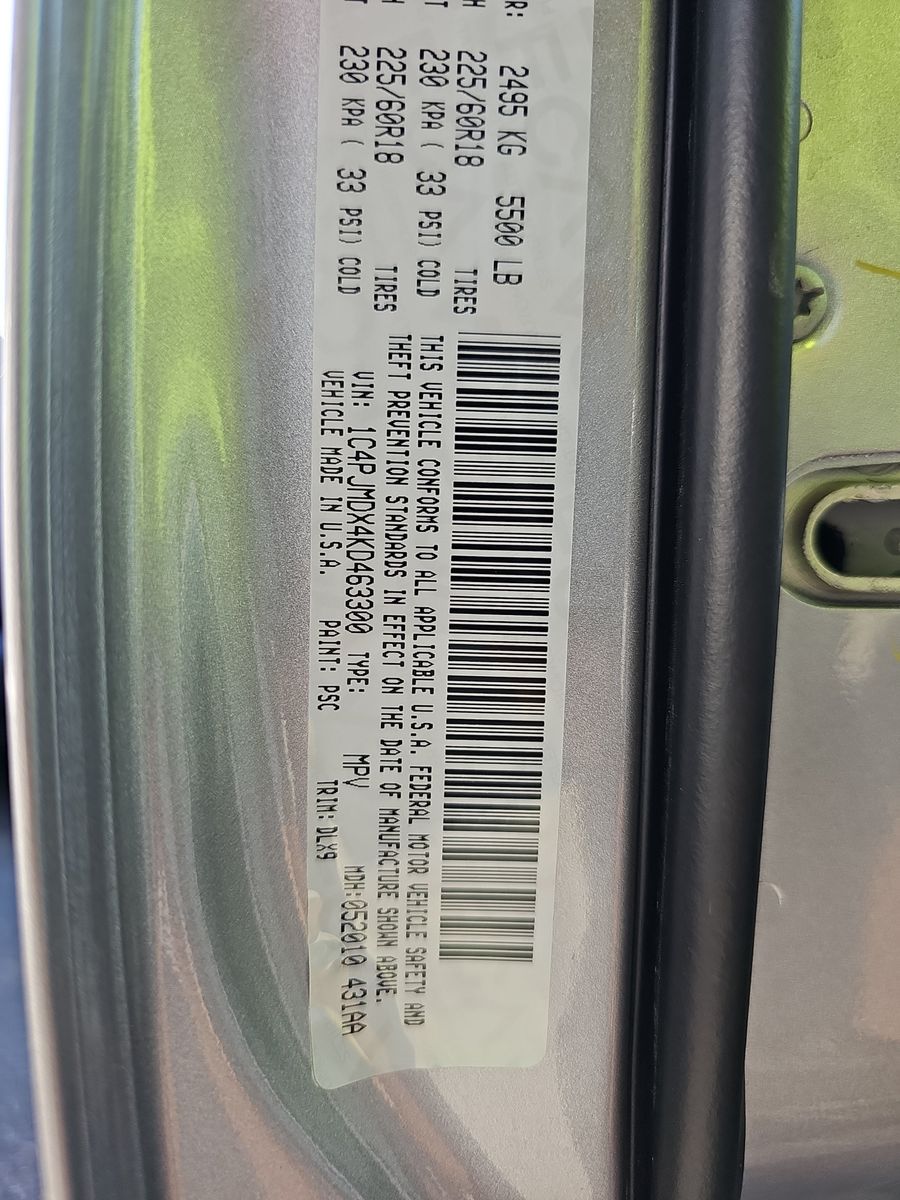 R: 2495 KG 5500 LB
H 225/60R18 TIRES
T 230 KPA ( 33 PSI) COLD
H 225/60R18 TIRES
T 230 KPA ( 33 PSI) COLD
THIS VEHICLE CONFORMS TO ALL APPLICABLE U.S.A. FEDERAL MOTOR VEHICLE SAFETY AND
THEFT PREVENTION STANDARDS IN EFFECT ON THE DATE OF MANUFACTURE SHOWN ABOVE.
VIN: 1C4PJMDX4KD463300 TYPE: MPV MDH:052010 431AA
VEHICLE MADE IN U.S.A. PAINT: PSC TRIM: DLX9